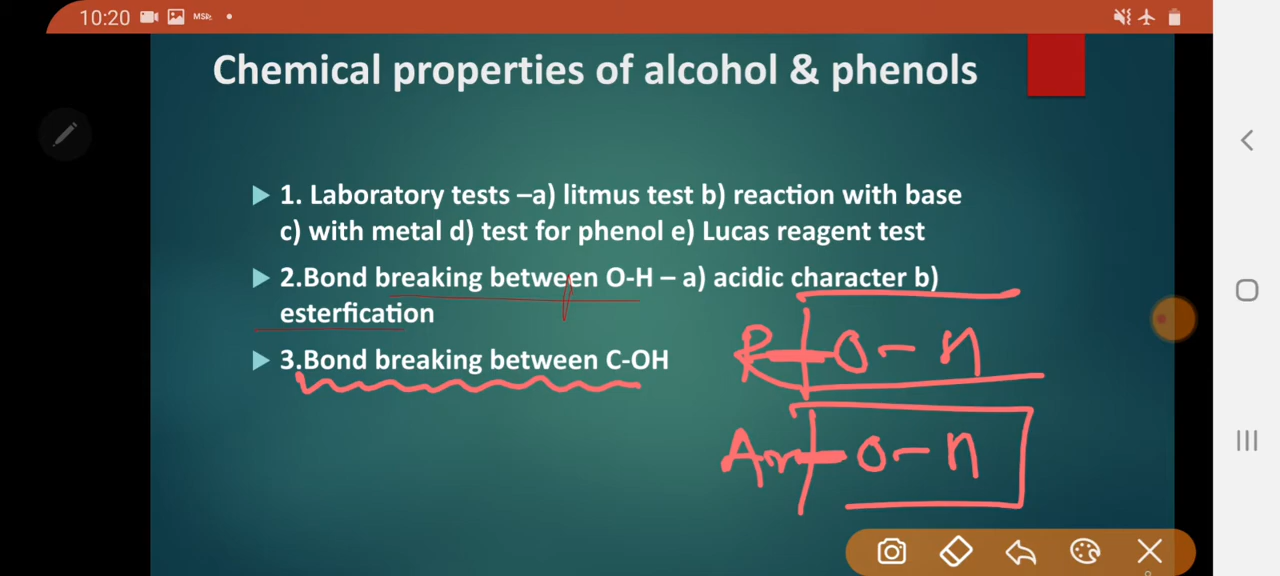 10:20
Chemical properties of alcohol & phenols
1. Laboratory tests –a) litmus test b) reaction with base
c) with metal d) test for phenol e) Lucas reagent test
2.Bond breaking between O-H – a) acidic character b)
esterfication
R-O-H
3.Bond breaking between C-OH
Ar-O-H